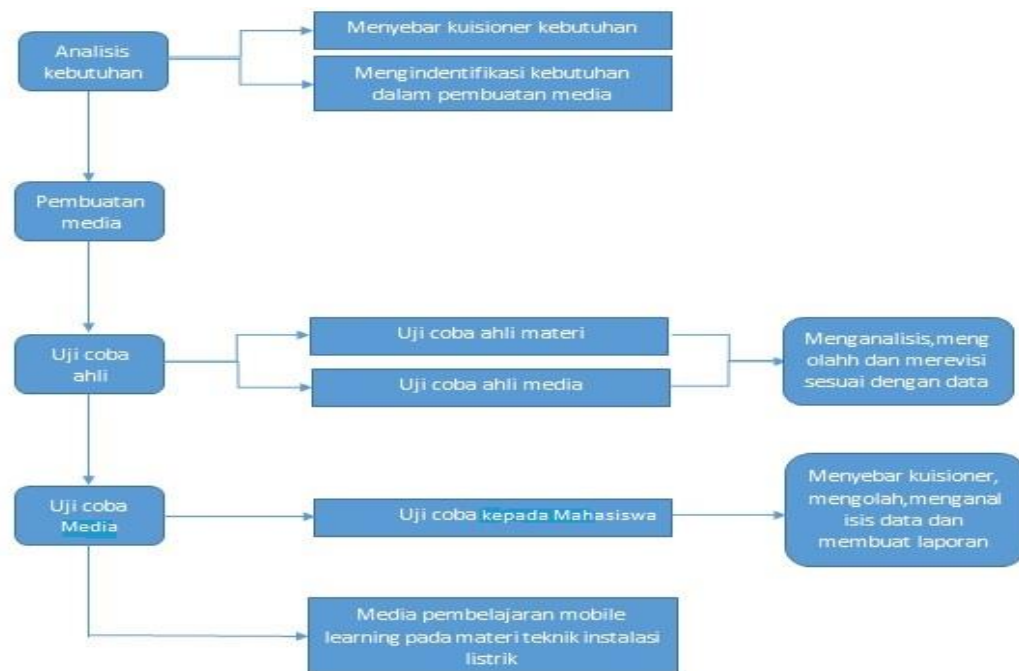 Analisis
kebutuhan
Menyebar kuisioner kebutuhan
Mengindentifikasi kebutuhan
dalam pembuatan media
Pembuatan
media
Uji coba
ahli
Uji coba ahli materi
Uji coba ahli media
Menganalisis,meng
olahh dan merevisi
sesuai dengan data
Uji coba
Media
Uji coba kepada Mahasiswa
Menyebar kuisioner,
mengolah,menganal
isis data dan
membuat laporan
Media pembelajaran mobile
learning pada materi teknik instalasi
listrik